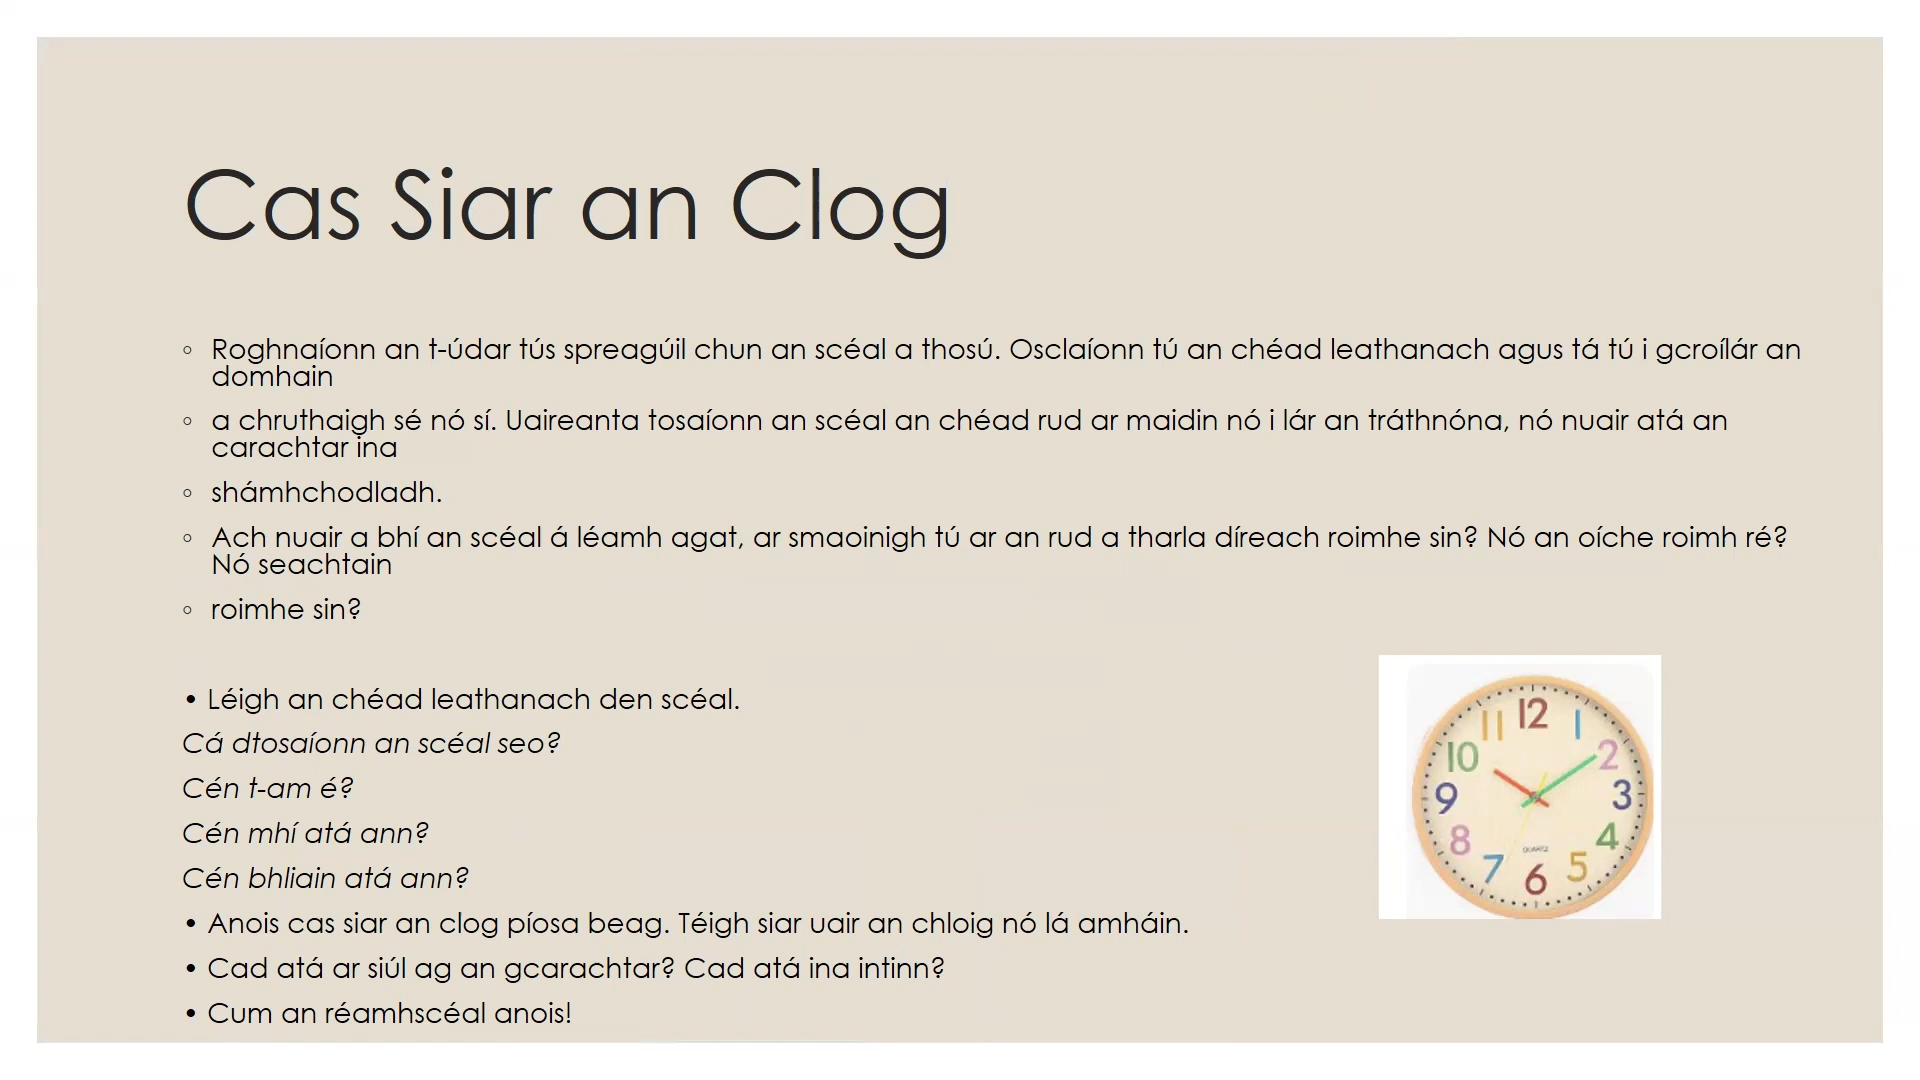 Cas Siar an Clog
◦ Roghnaíonn an t-údar tús spreagúil chun an scéal a thosú. Osclaíonn tú an chéad leathanach agus tá tú i gcroílár an
domhain
◦ a chruthaigh sé nó sí. Uaireanta tosaíonn an scéal an chéad rud ar maidin nó i lár an tráthnóna, nó nuair atá an
carachtar ina
◦ shámhchodladh.
◦ Ach nuair a bhí an scéal á léamh agat, ar smaoinigh tú ar an rud a tharla díreach roimhe sin? Nó an oíche roimh ré?
Nó seachtain
◦ roimhe sin?
• Léigh an chéad leathanach den scéal.
Cá dtosaíonn an scéal seo?
Cén t-am é?
Cén mhí atá ann?
Cén bhliain atá ann?
• Anois cas siar an clog píosa beag. Téigh siar uair an chloig nó lá amháin.
• Cad atá ar siúl ag an gcarachtar? Cad atá ina intinn?
• Cum an réamhscéal anois!
12
11 1
10 2
9 3
8 4
7 5
6
QUARTZ